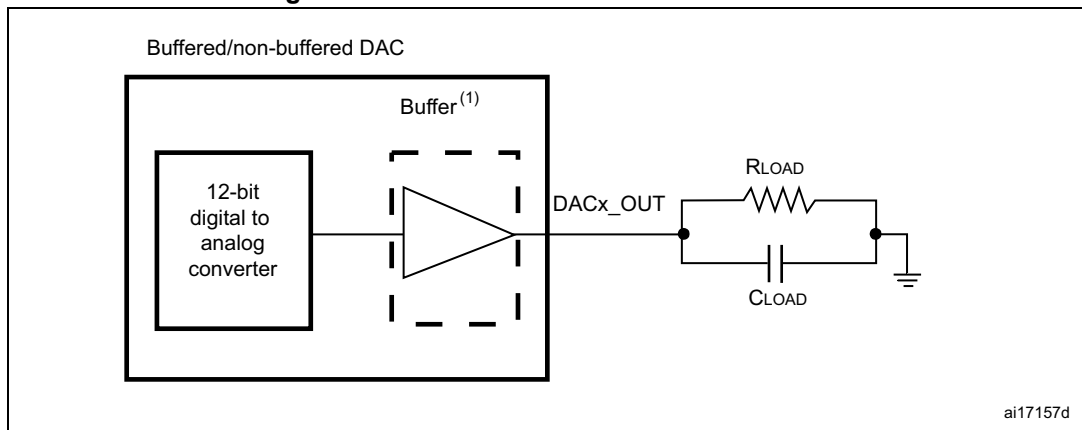 Buffered/non-buffered DAC
Buffer(1)
12-bit
digital to
analog
converter
DACx_OUT
RLOAD
CLOAD
ai17157d